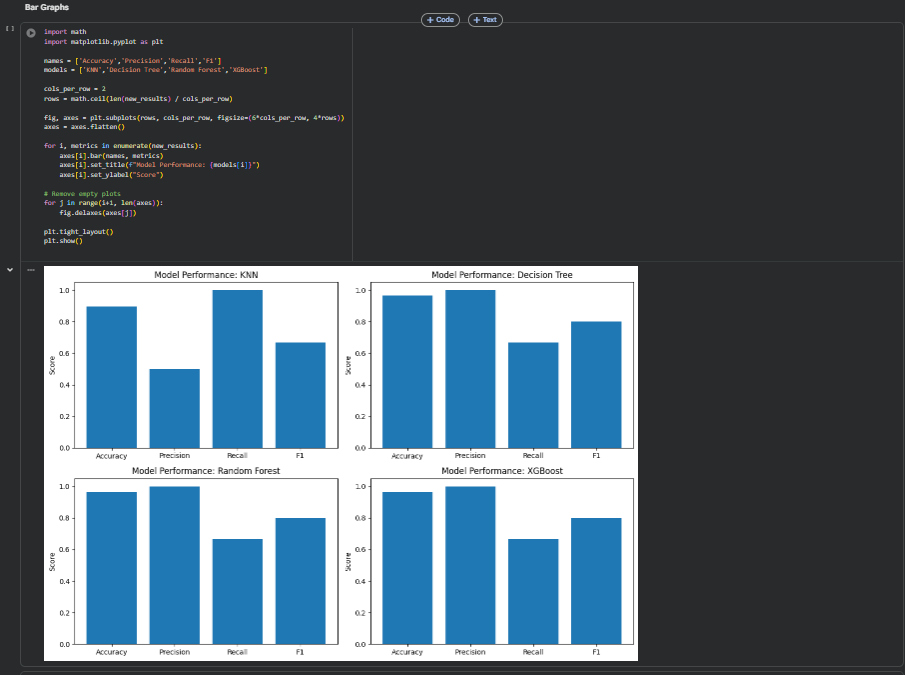 Bar Graphs
+ Code + Text
[ ]
import math
import matplotlib.pyplot as plt
names = ['Accuracy','Precision','Recall','F1']
models = ['KNN','Decision Tree','Random Forest','XGBoost']
cols_per_row = 2
rows = math.ceil(len(new_results) / cols_per_row)
fig, axes = plt.subplots(rows, cols_per_row, figsize=(6*cols_per_row, 4*rows))
axes = axes.flatten()
for i, metrics in enumerate(new_results):
axes[i].bar(names, metrics)
axes[i].set_title(f"Model Performance: {models[i]}")
axes[i].set_ylabel("Score")
# Remove empty plots
for j in range(i+1, len(axes)):
fig.delaxes(axes[j])
plt.tight_layout()
plt.show()
Model Performance: KNN
1.0
0.8
0.6
0.4
0.2
0.0
Score
Accuracy Precision Recall F1
Model Performance: Decision Tree
1.0
0.8
0.6
0.4
0.2
0.0
Score
Accuracy Precision Recall F1
Model Performance: Random Forest
1.0
0.8
0.6
0.4
0.2
0.0
Score
Accuracy Precision Recall F1
Model Performance: XGBoost
1.0
0.8
0.6
0.4
0.2
0.0
Score
Accuracy Precision Recall F1